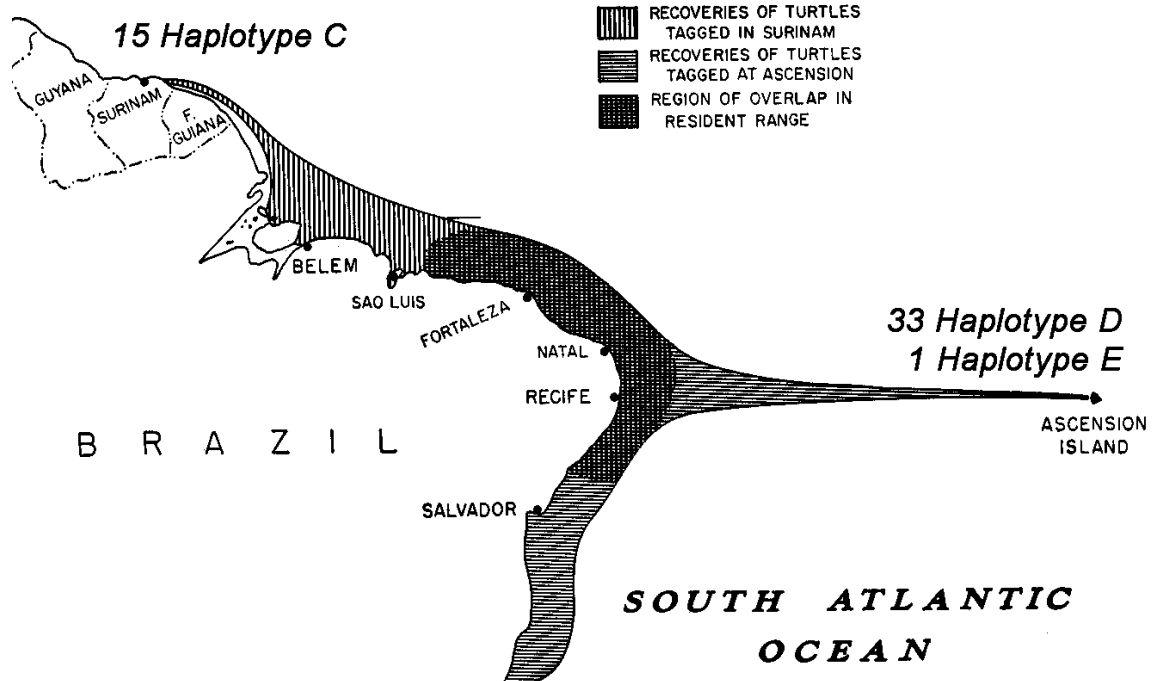 15 Haplotype C
RECOVERIES OF TURTLES
TAGGED IN SURINAM
RECOVERIES OF TURTLES
TAGGED AT ASCENSION
REGION OF OVERLAP IN
RESIDENT RANGE
GUYANA
SURINAM
F.
GUIANA
BELEM
SAO LUIS
FORTALEZA
33 Haplotype D
1 Haplotype E
NATAL
RECIFE
ASCENSION
ISLAND
BRAZIL
SALVADOR
SOUTH ATLANTIC
OCEAN